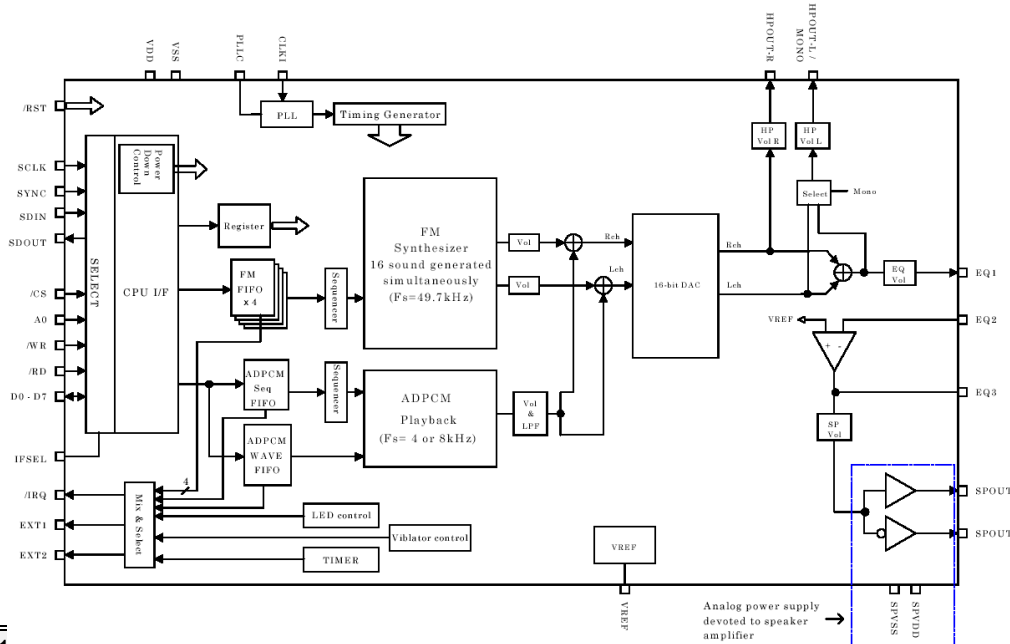 VDD
VSS
PLLC
CLKI
HPOUT-R
HPOUT-L /
MONO
/RST
PLL
Timing Generator
Power
Down
Control
SCLK
SYNC
SDIN
SDOUT
/CS
A0
/WR
/RD
D0 - D7
IFSEL
/IRQ
EXT1
EXT2
SELECT
CPU I/F
Register
FM
FIFO
x 4
Sequencer
FM
Synthesizer
16 sound generated
simultaneously
(Fs=49.7kHz)
Vol
Vol
Rch
Lch
16-bit DAC
Rch
Lch
HP
Vol R
HP
Vol L
Select
Mono
EQ
Vol
EQ1
EQ2
EQ3
VREF
+ -
SP
Vol
ADPCM
Seq
FIFO
Sequencer
ADPCM
Playback
(Fs= 4 or 8kHz)
Vol
&
LPF
ADPCM
WAVE
FIFO
4
Mix & Select
LED control
Viblator control
TIMER
VREF
VREF
SPOUT
SPOUT
SPVSS
SPVDD
Analog power supply
devoted to speaker
amplifier